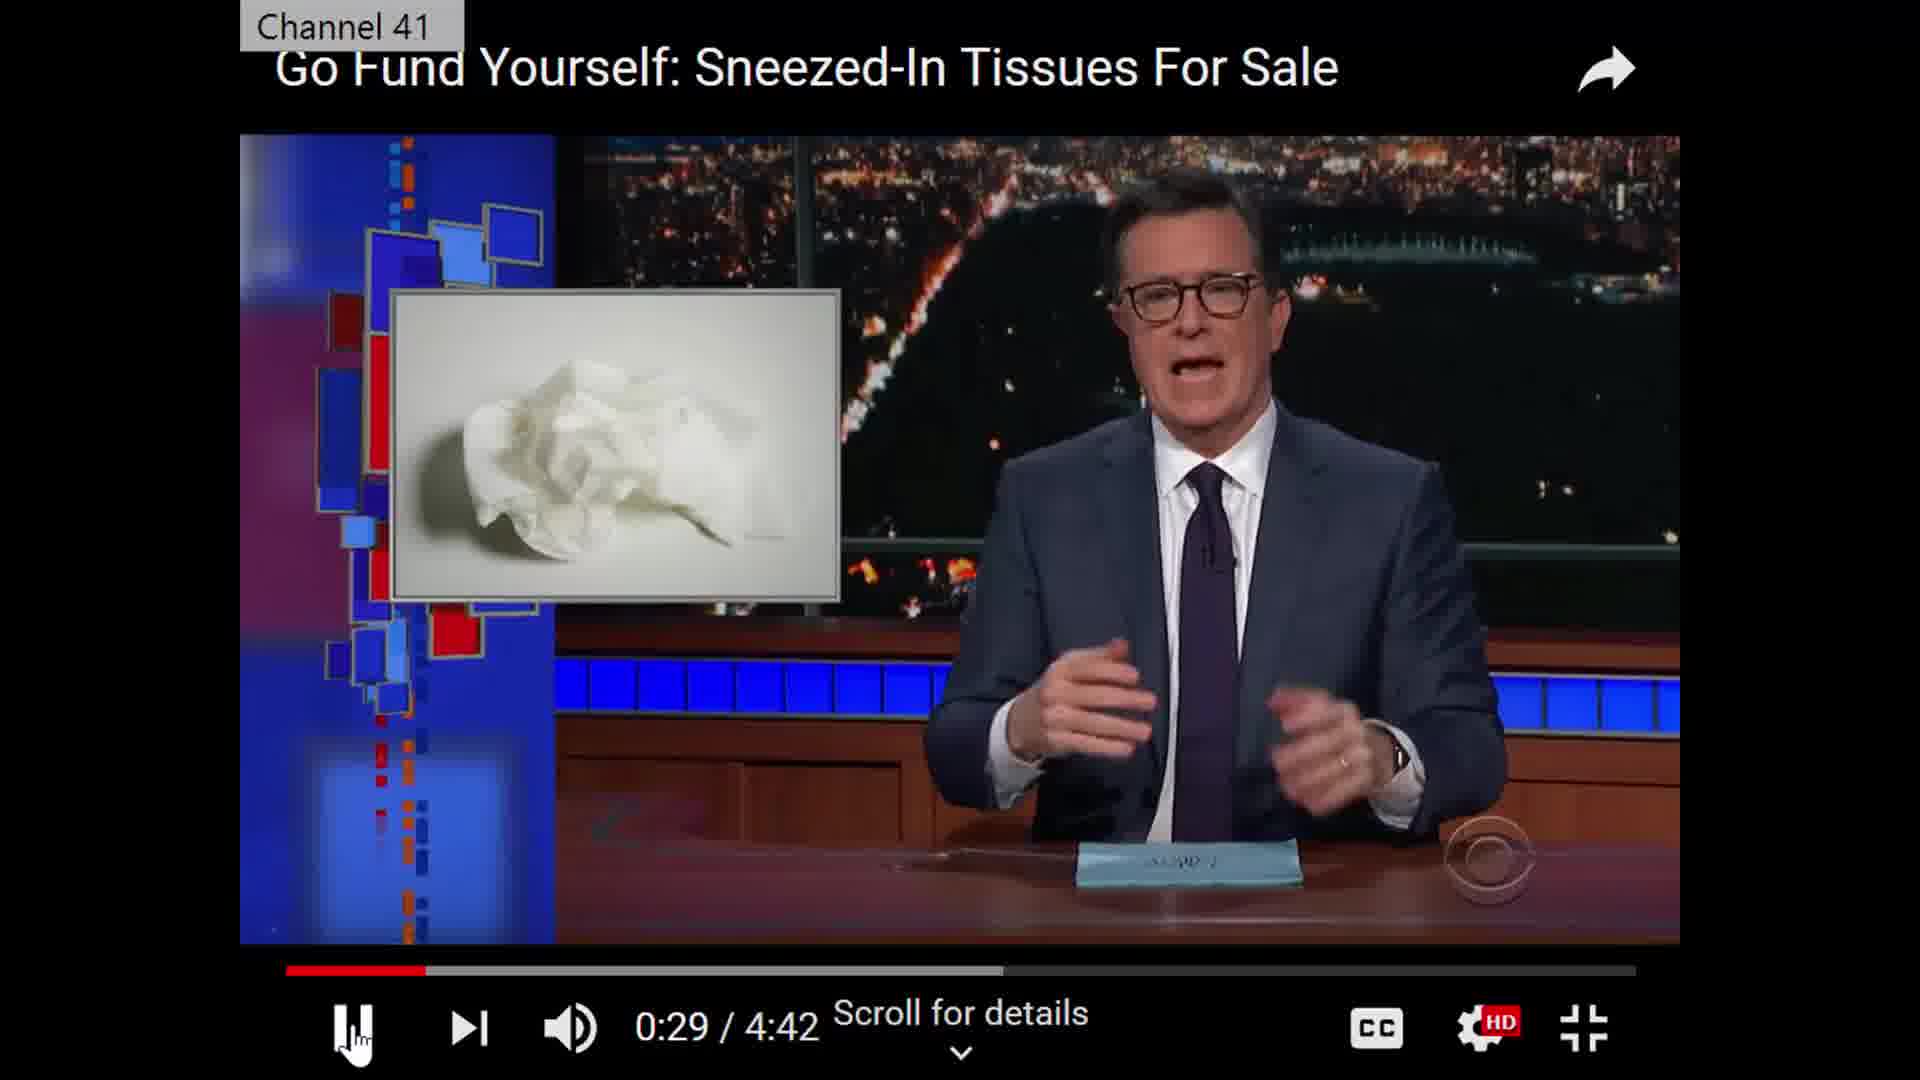 Channel 41
Go Fund Yourself: Sneezed-In Tissues For Sale
0:29 / 4:42
Scroll for details
CC
HD